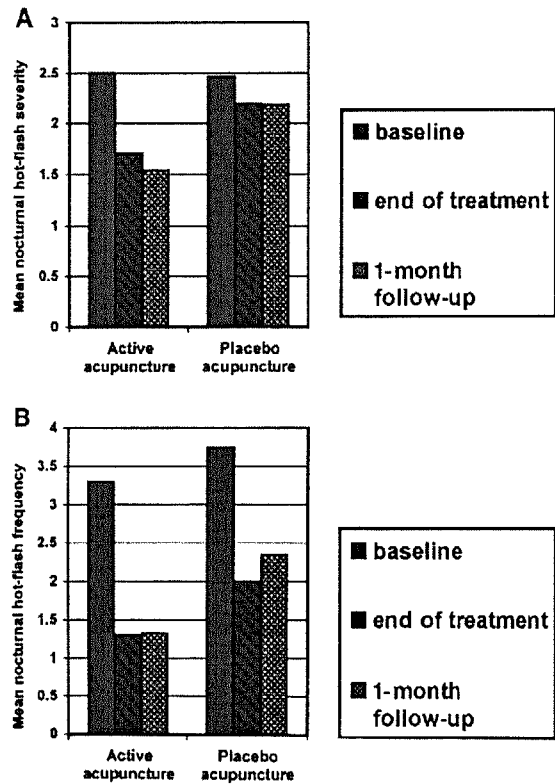 A
Mean nocturnal hot-flash severity
3
2.5
2
1.5
1
0.5
0
Active
acupuncture
Placebo
acupuncture
baseline
end of treatment
1-month
follow-up
B
Mean nocturnal hot-flash frequency
4
3.5
3
2.5
2
1.5
1
0.5
0
Active
acupuncture
Placebo
acupuncture
baseline
end of treatment
1-month
follow-up